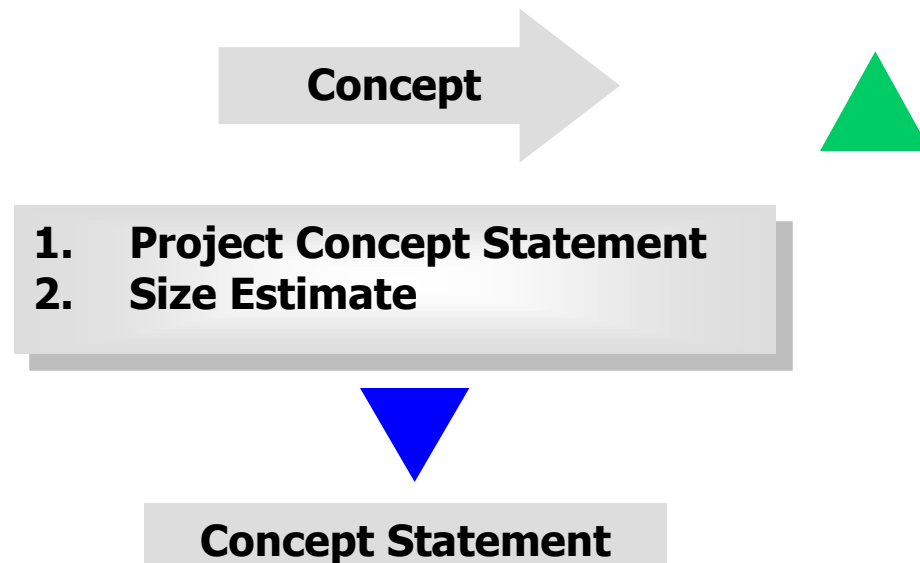 Concept
1. Project Concept Statement
2. Size Estimate
Concept Statement